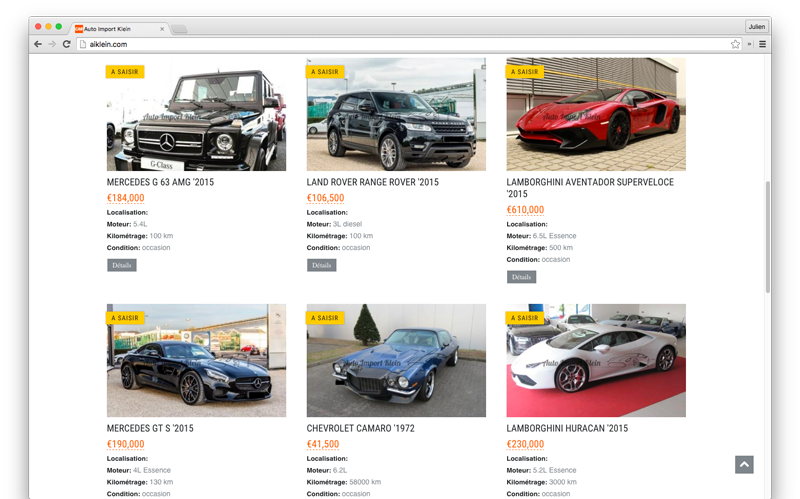 Auto Import Klein
Julien
aiklein.com
A SAISIR
A SAISIR
A SAISIR
Auto Import Klein
Auto Import Klein
Auto Import Klein
G-Class
MERCEDES G 63 AMG '2015
€184,000
Localisation:
Moteur: 5.4L
Kilométrage: 100 km
Condition: occasion
Détails
LAND ROVER RANGE ROVER '2015
€106,500
Localisation:
Moteur: 3L diesel
Kilométrage: 100 km
Condition: occasion
Détails
LAMBORGHINI AVENTADOR SUPERVELOCE
'2015
€610,000
Localisation:
Moteur: 6.5L Essence
Kilométrage: 500 km
Condition: occasion
Détails
A SAISIR
A SAISIR
A SAISIR
Auto Import Klein
Auto Import Klein
Auto Import Klein
MERCEDES GT S '2015
€190,000
Localisation:
Moteur: 4L Essence
Kilométrage: 130 km
Condition: occasion
CHEVROLET CAMARO '1972
€41,500
Localisation:
Moteur: 6.2L
Kilométrage: 58000 km
Condition: occasion
LAMBORGHINI HURACAN '2015
€230,000
Localisation:
Moteur: 5.2L Essence
Kilométrage: 3000 km
Condition: occasion